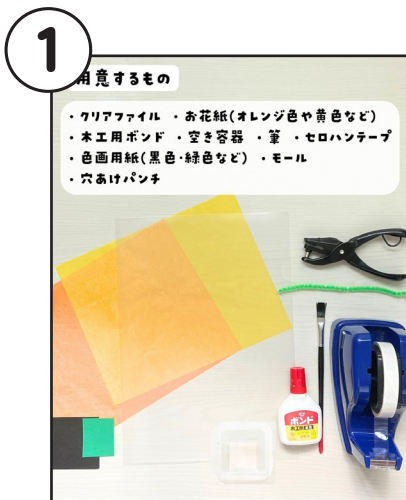 1
用意するもの
・クリアファイル ・お花紙(オレンジ色や黄色など)
・木工用ボンド ・空き容器 ・筆 ・セロハンテープ
・色画用紙(黒色・緑色など) ・モール
・穴あけパンチ
ボンド
木工用